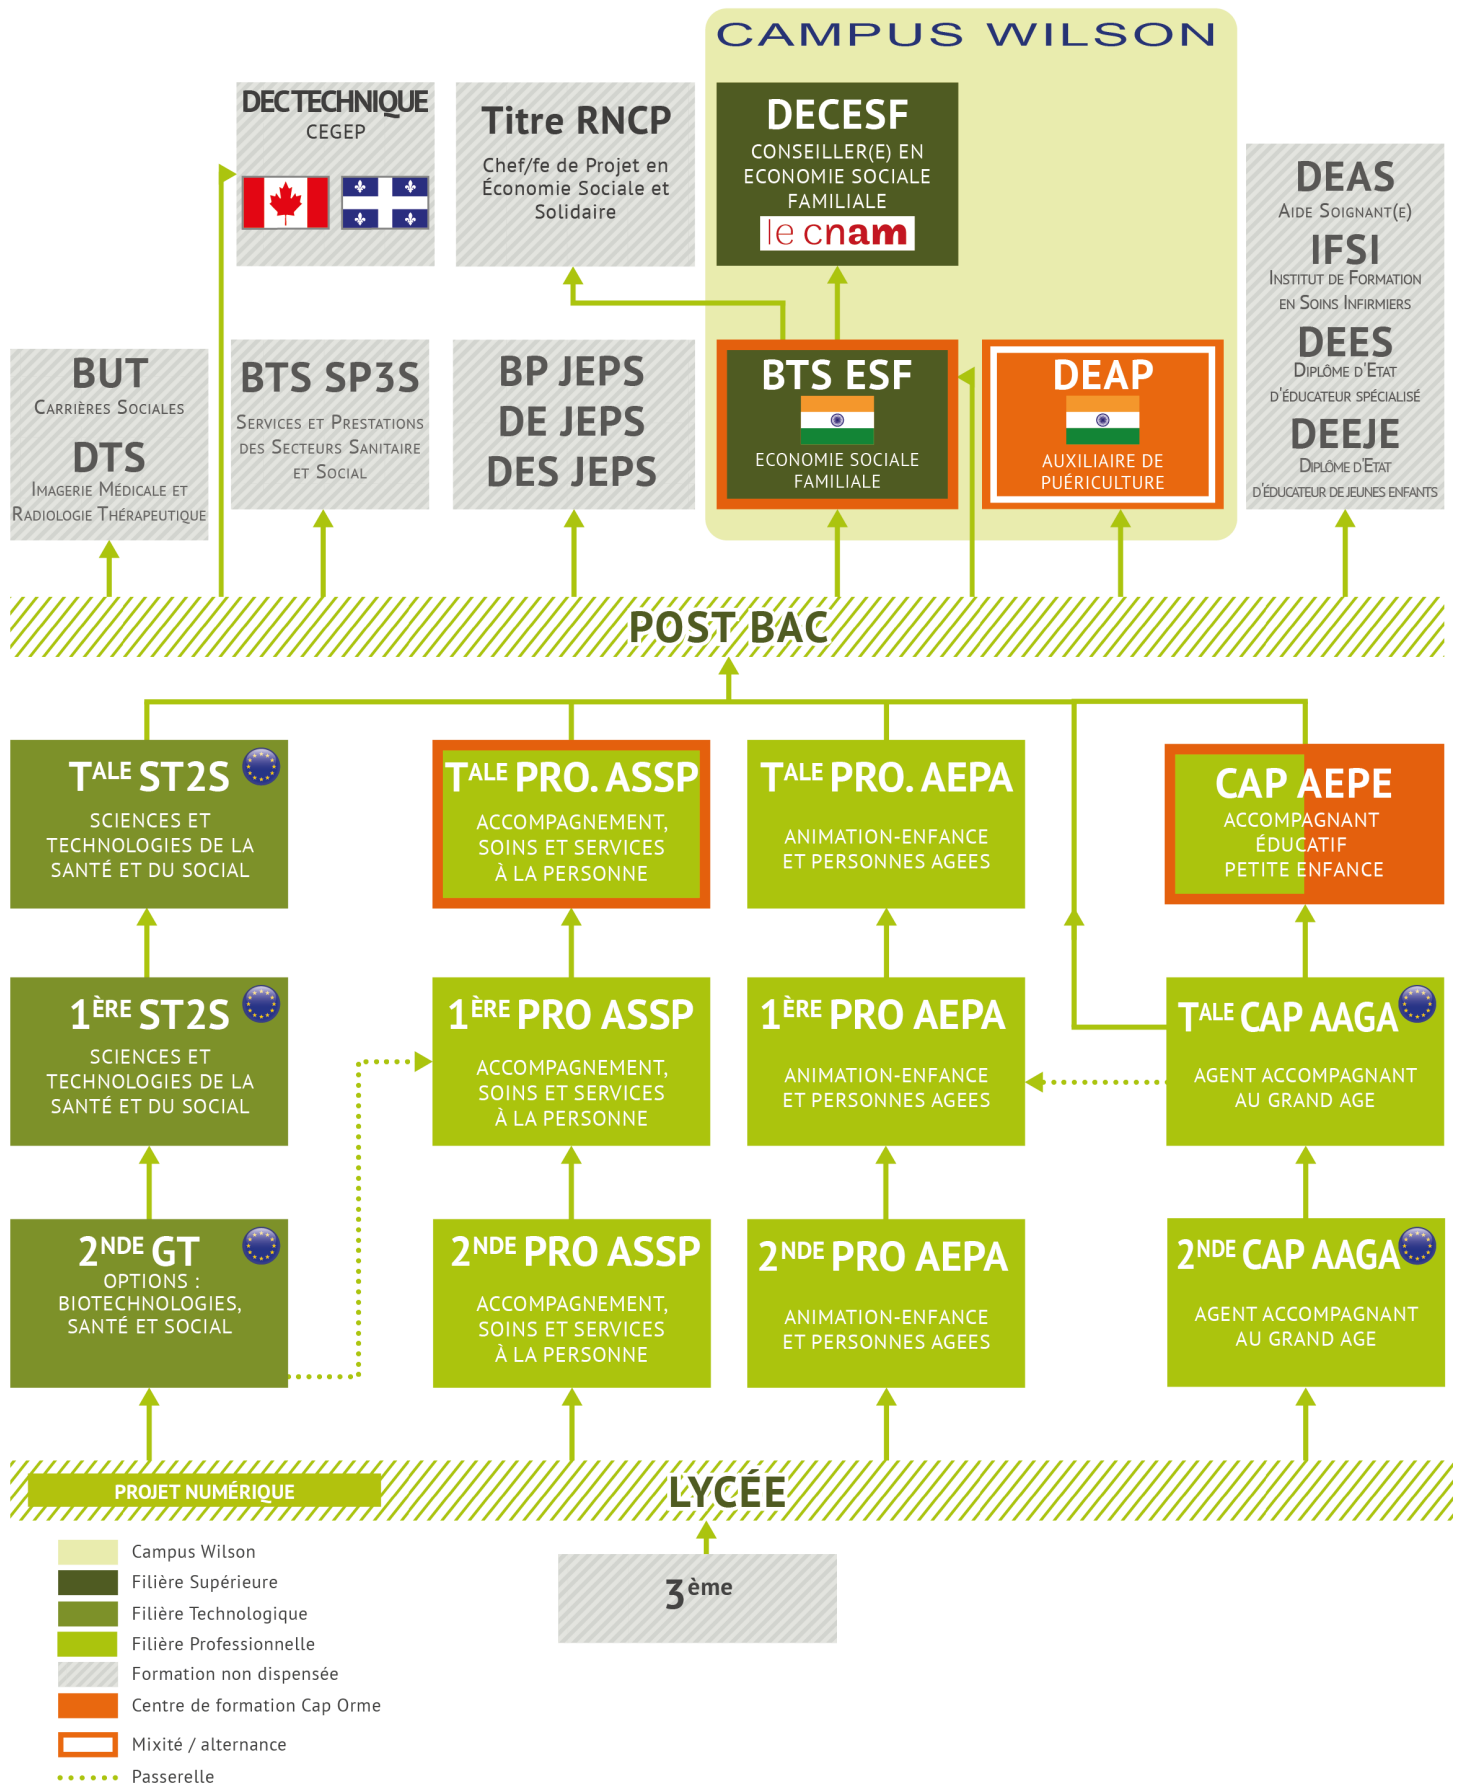 CAMPUS WILSON
DEC TECHNIQUE
CEGEP
Titre RNCP
Chef/fe de Projet en
Économie Sociale et
Solidaire
DECESF
CONSEILLER(E) EN
ECONOMIE SOCIALE
FAMILIALE
le cnam
DEAS
AIDE SOIGNANT(E)
IFSI
INSTITUT DE FORMATION
EN SOINS INFIRMIERS
DEES
DIPLÔME D'ETAT
D'ÉDUCATEUR SPÉCIALISÉ
DEEJE
DIPLÔME D'ETAT
D'ÉDUCATEUR DE JEUNES ENFANTS
BUT
CARRIÈRES SOCIALES
DTS
IMAGERIE MÉDICALE ET
RADIOLOGIE THÉRAPEUTIQUE
BTS SP3S
SERVICES ET PRESTATIONS
DES SECTEURS SANITAIRE
ET SOCIAL
BP JEPS
DE JEPS
DES JEPS
BTS ESF
ECONOMIE SOCIALE
FAMILIALE
DEAP
AUXILIAIRE DE
PUÉRICULTURE
POST BAC
TALE ST2S
SCIENCES ET
TECHNOLOGIES DE LA
SANTÉ ET DU SOCIAL
TALE PRO. ASSP
ACCOMPAGNEMENT,
SOINS ET SERVICES
À LA PERSONNE
TALE PRO. AEPA
ANIMATION-ENFANCE
ET PERSONNES AGEES
CAP AEPE
ACCOMPAGNANT
ÉDUCATIF
PETITE ENFANCE
1ÈRE ST2S
SCIENCES ET
TECHNOLOGIES DE LA
SANTÉ ET DU SOCIAL
1ÈRE PRO ASSP
ACCOMPAGNEMENT,
SOINS ET SERVICES
À LA PERSONNE
1ÈRE PRO AEPA
ANIMATION-ENFANCE
ET PERSONNES AGEES
TALE CAP AAGA
AGENT ACCOMPAGNANT
AU GRAND AGE
2NDE GT
OPTIONS :
BIOTECHNOLOGIES,
SANTÉ ET SOCIAL
2NDE PRO ASSP
ACCOMPAGNEMENT,
SOINS ET SERVICES
À LA PERSONNE
2NDE PRO AEPA
ANIMATION-ENFANCE
ET PERSONNES AGEES
2NDE CAP AAGA
AGENT ACCOMPAGNANT
AU GRAND AGE
PROJET NUMÉRIQUE
LYCÉE
3ème
Campus Wilson
Filière Supérieure
Filière Technologique
Filière Professionnelle
Formation non dispensée
Centre de formation Cap Orme
Mixité / alternance
Passerelle